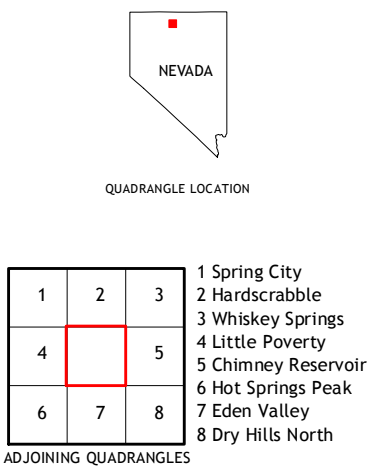 NEVADA
QUADRANGLE LOCATION
1 2 3
4 5
6 7 8
1 Spring City
2 Hardscrabble
3 Whiskey Springs
4 Little Poverty
5 Chimney Reservoir
6 Hot Springs Peak
7 Eden Valley
8 Dry Hills North
ADJOINING QUADRANGLES